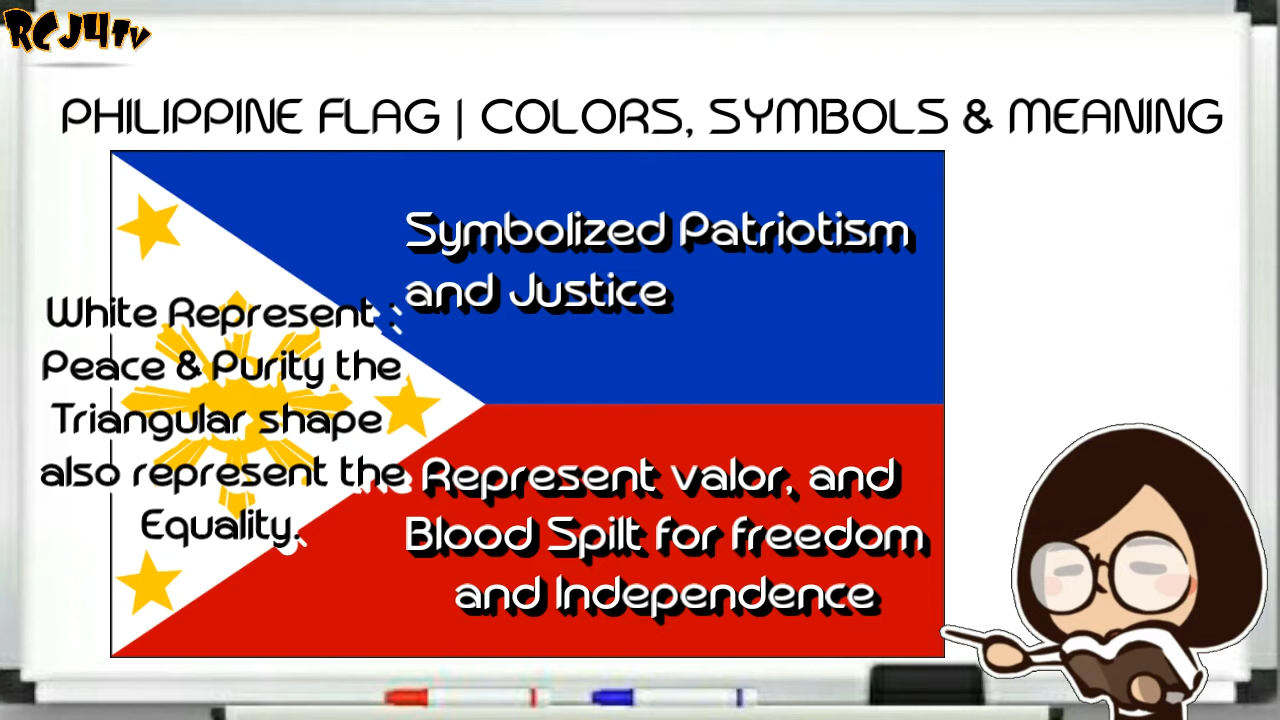 RCJ4TV
PHILIPPINE FLAG | COLORS, SYMBOLS & MEANING
Symbolized Patriotism
and Justice
White Represent :
Peace & Purity the
Triangular shape
also represent the
Equality.
Represent valor, and
Blood Spilt for freedom
and Independence